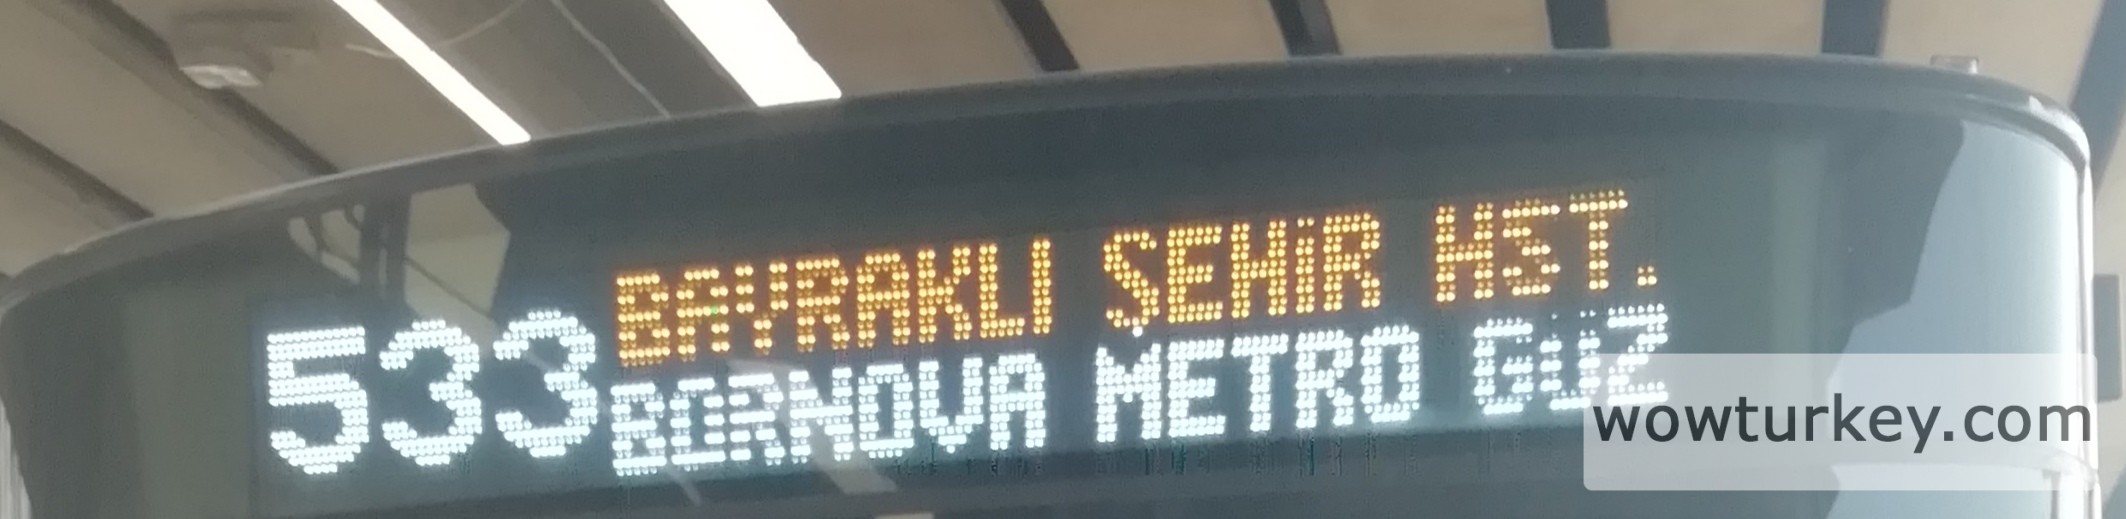 533
BAYRAKLI ŞEHİR HST.
BORNOVA METRO GÜZ
wowturkey.com